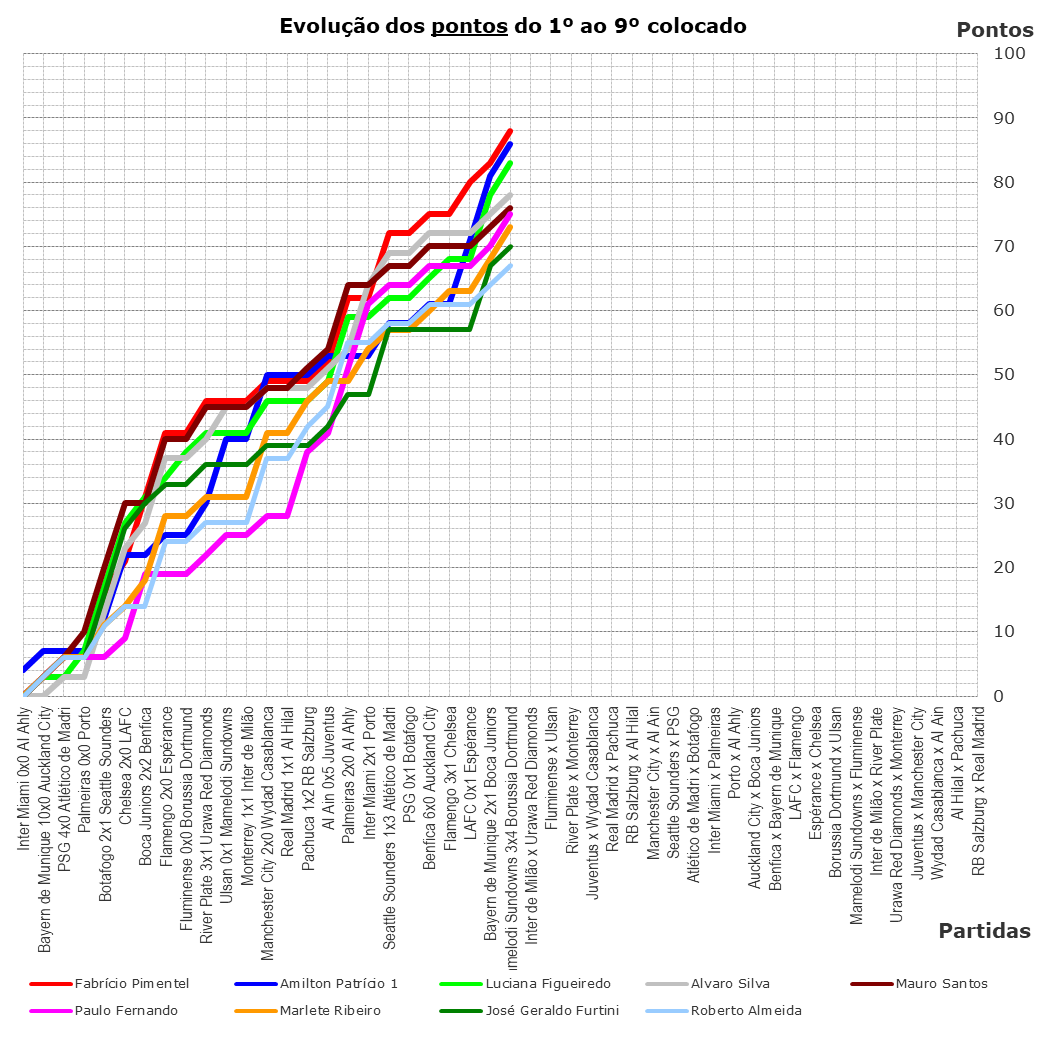 Evolução dos pontos do 1º ao 9º colocado
Pontos
100
90
80
70
60
50
40
30
20
10
0
Inter Miami 0x0 Al Ahly
Bayern de Munique 10x0 Auckland City
PSG 4x0 Atlético de Madri
Palmeiras 0x0 Porto
Botafogo 2x1 Seattle Sounders
Chelsea 2x0 LAFC
Boca Juniors 2x2 Benfica
Flamengo 2x0 Espérance
Fluminense 0x0 Borussia Dortmund
River Plate 3x1 Urawa Red Diamonds
Ulsan 0x1 Mamelodi Sundowns
Monterrey 1x1 Inter de Milão
Manchester City 2x0 Wydad Casablanca
Real Madrid 1x1 Al Hilal
Pachuca 1x2 RB Salzburg
Al Ain 0x5 Juventus
Palmeiras 2x0 Al Ahly
Inter Miami 2x1 Porto
Seattle Sounders 1x3 Atlético de Madri
PSG 0x1 Botafogo
Benfica 6x0 Auckland City
Flamengo 3x1 Chelsea
LAFC 0x1 Espérance
Bayern de Munique 2x1 Boca Juniors
melodi Sundowns 3x4 Borussia Dortmund
Inter de Milão x Urawa Red Diamonds
Fluminense x Ulsan
River Plate x Monterrey
Juventus x Wydad Casablanca
Real Madrid x Pachuca
RB Salzburg x Al Hilal
Manchester City x Al Ain
Seattle Sounders x PSG
Atlético de Madri x Botafogo
Inter Miami x Palmeiras
Porto x Al Ahly
Auckland City x Boca Juniors
Benfica x Bayern de Munique
LAFC x Flamengo
Espérance x Chelsea
Borussia Dortmund x Ulsan
Mamelodi Sundowns x Fluminense
Inter de Milão x River Plate
Urawa Red Diamonds x Monterrey
Juventus x Manchester City
Wydad Casablanca x Al Ain
Al Hilal x Pachuca
RB Salzburg x Real Madrid
Partidas
Fabrício Pimentel
Amilton Patrício 1
Luciana Figueiredo
Alvaro Silva
Mauro Santos
Paulo Fernando
Marlete Ribeiro
José Geraldo Furtini
Roberto Almeida